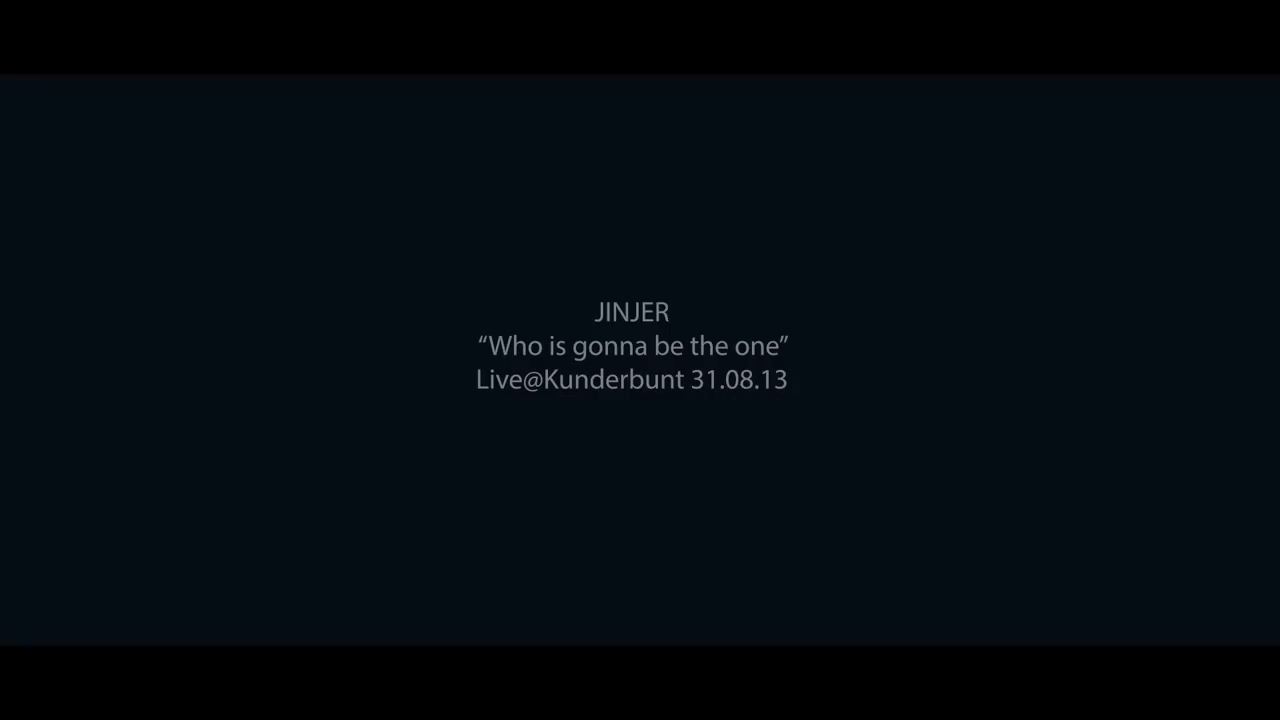 JINJER
“Who is gonna be the one”
Live@Kunderbunt 31.08.13